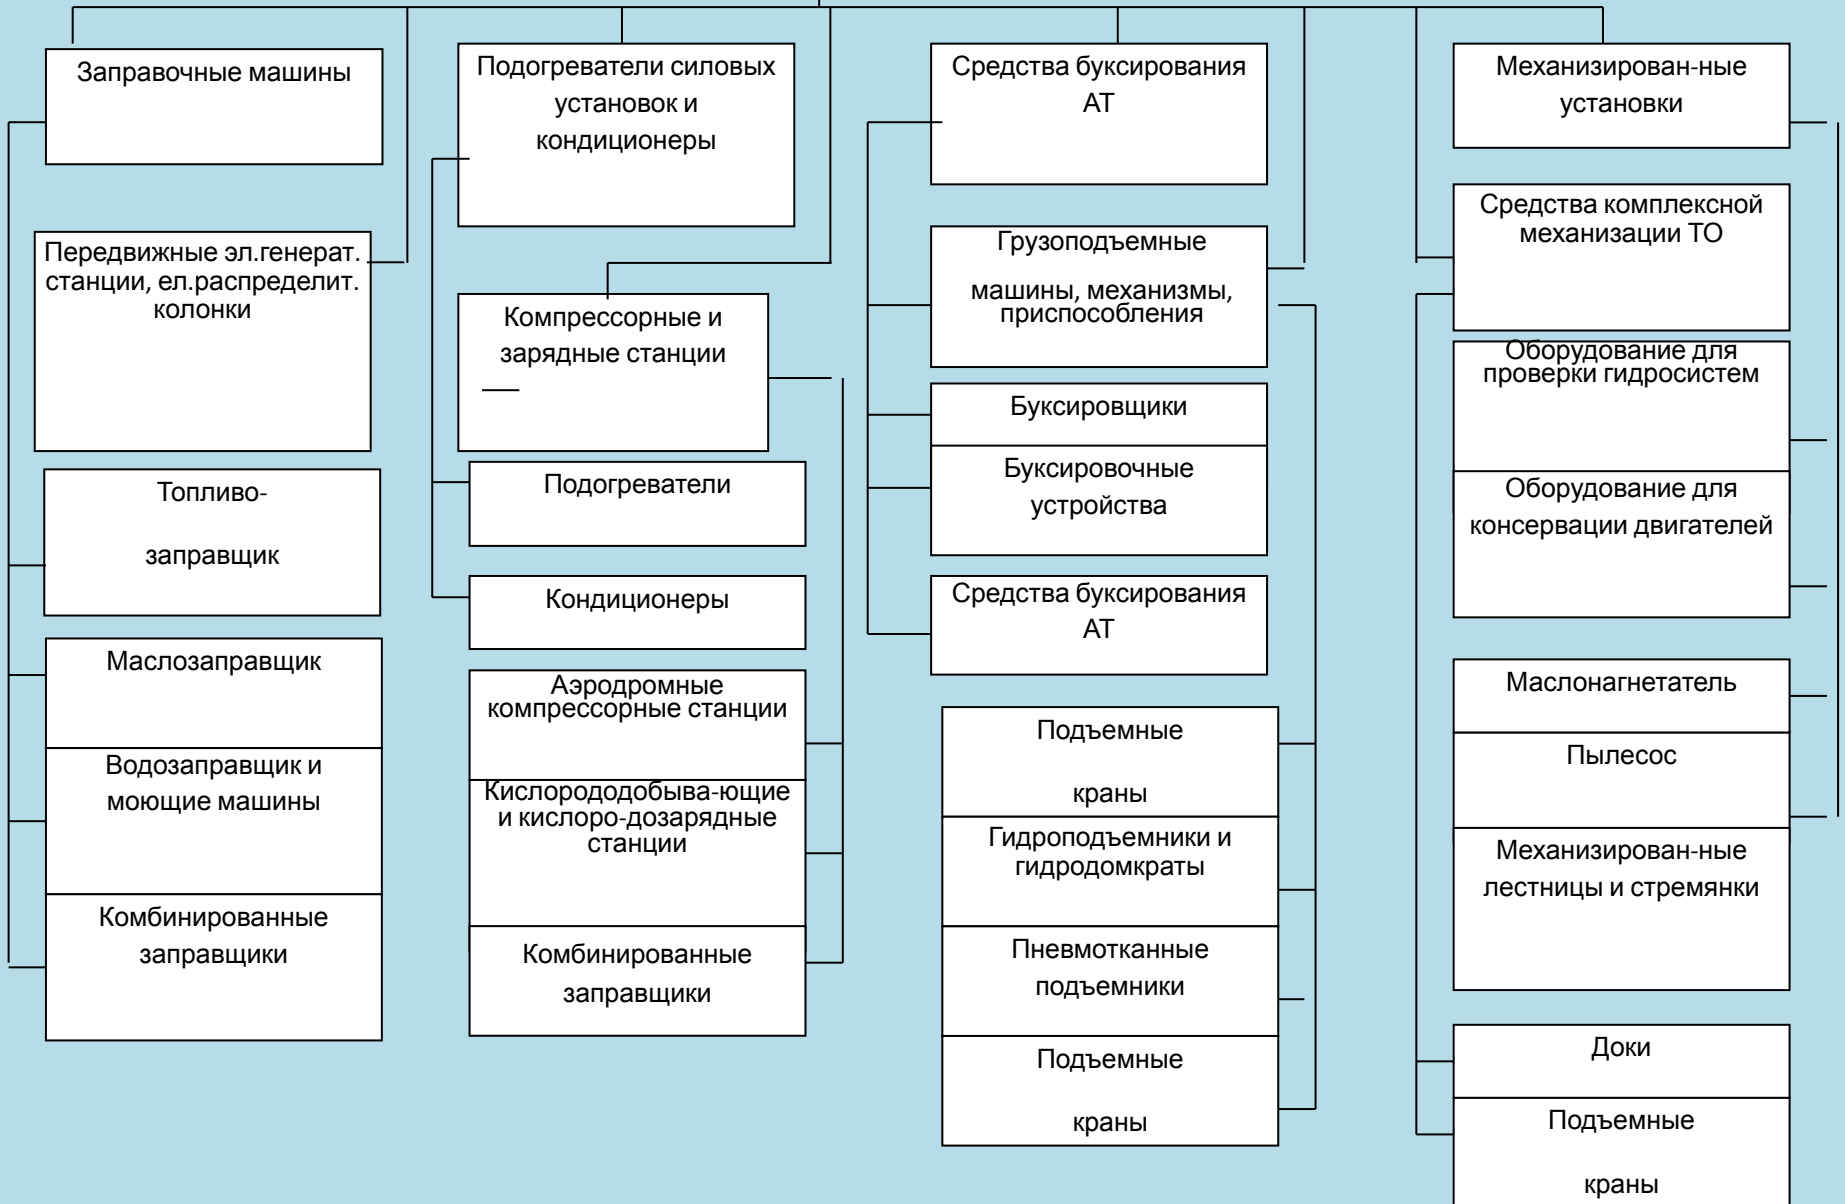 Заправочные машины
Передвижные эл.генерат.
станции, ел.распределит.
колонки
Топливо-
заправщик
Маслозаправщик
Водозаправщик и
моющие машины
Комбинированные
заправщики
Подогреватели силовых
установок и
кондиционеры
Компрессорные и
зарядные станции
Подогреватели
Кондиционеры
Аэродромные
компрессорные станции
Кислорододобыва-ющие
и кислоро-дозарядные
станции
Комбинированные
заправщики
Средства буксирования
АТ
Грузоподъемные
машины, механизмы,
приспособления
Буксировщики
Буксировочные
устройства
Средства буксирования
АТ
Подъемные
краны
Гидроподъемники и
гидродомкраты
Пневмотканные
подъемники
Подъемные
краны
Механизирован-ные
установки
Средства комплексной
механизации ТО
Оборудование для
проверки гидросистем
Оборудование для
консервации двигателей
Маслонагнетатель
Пылесос
Механизирован-ные
лестницы и стремянки
Доки
Подъемные
краны